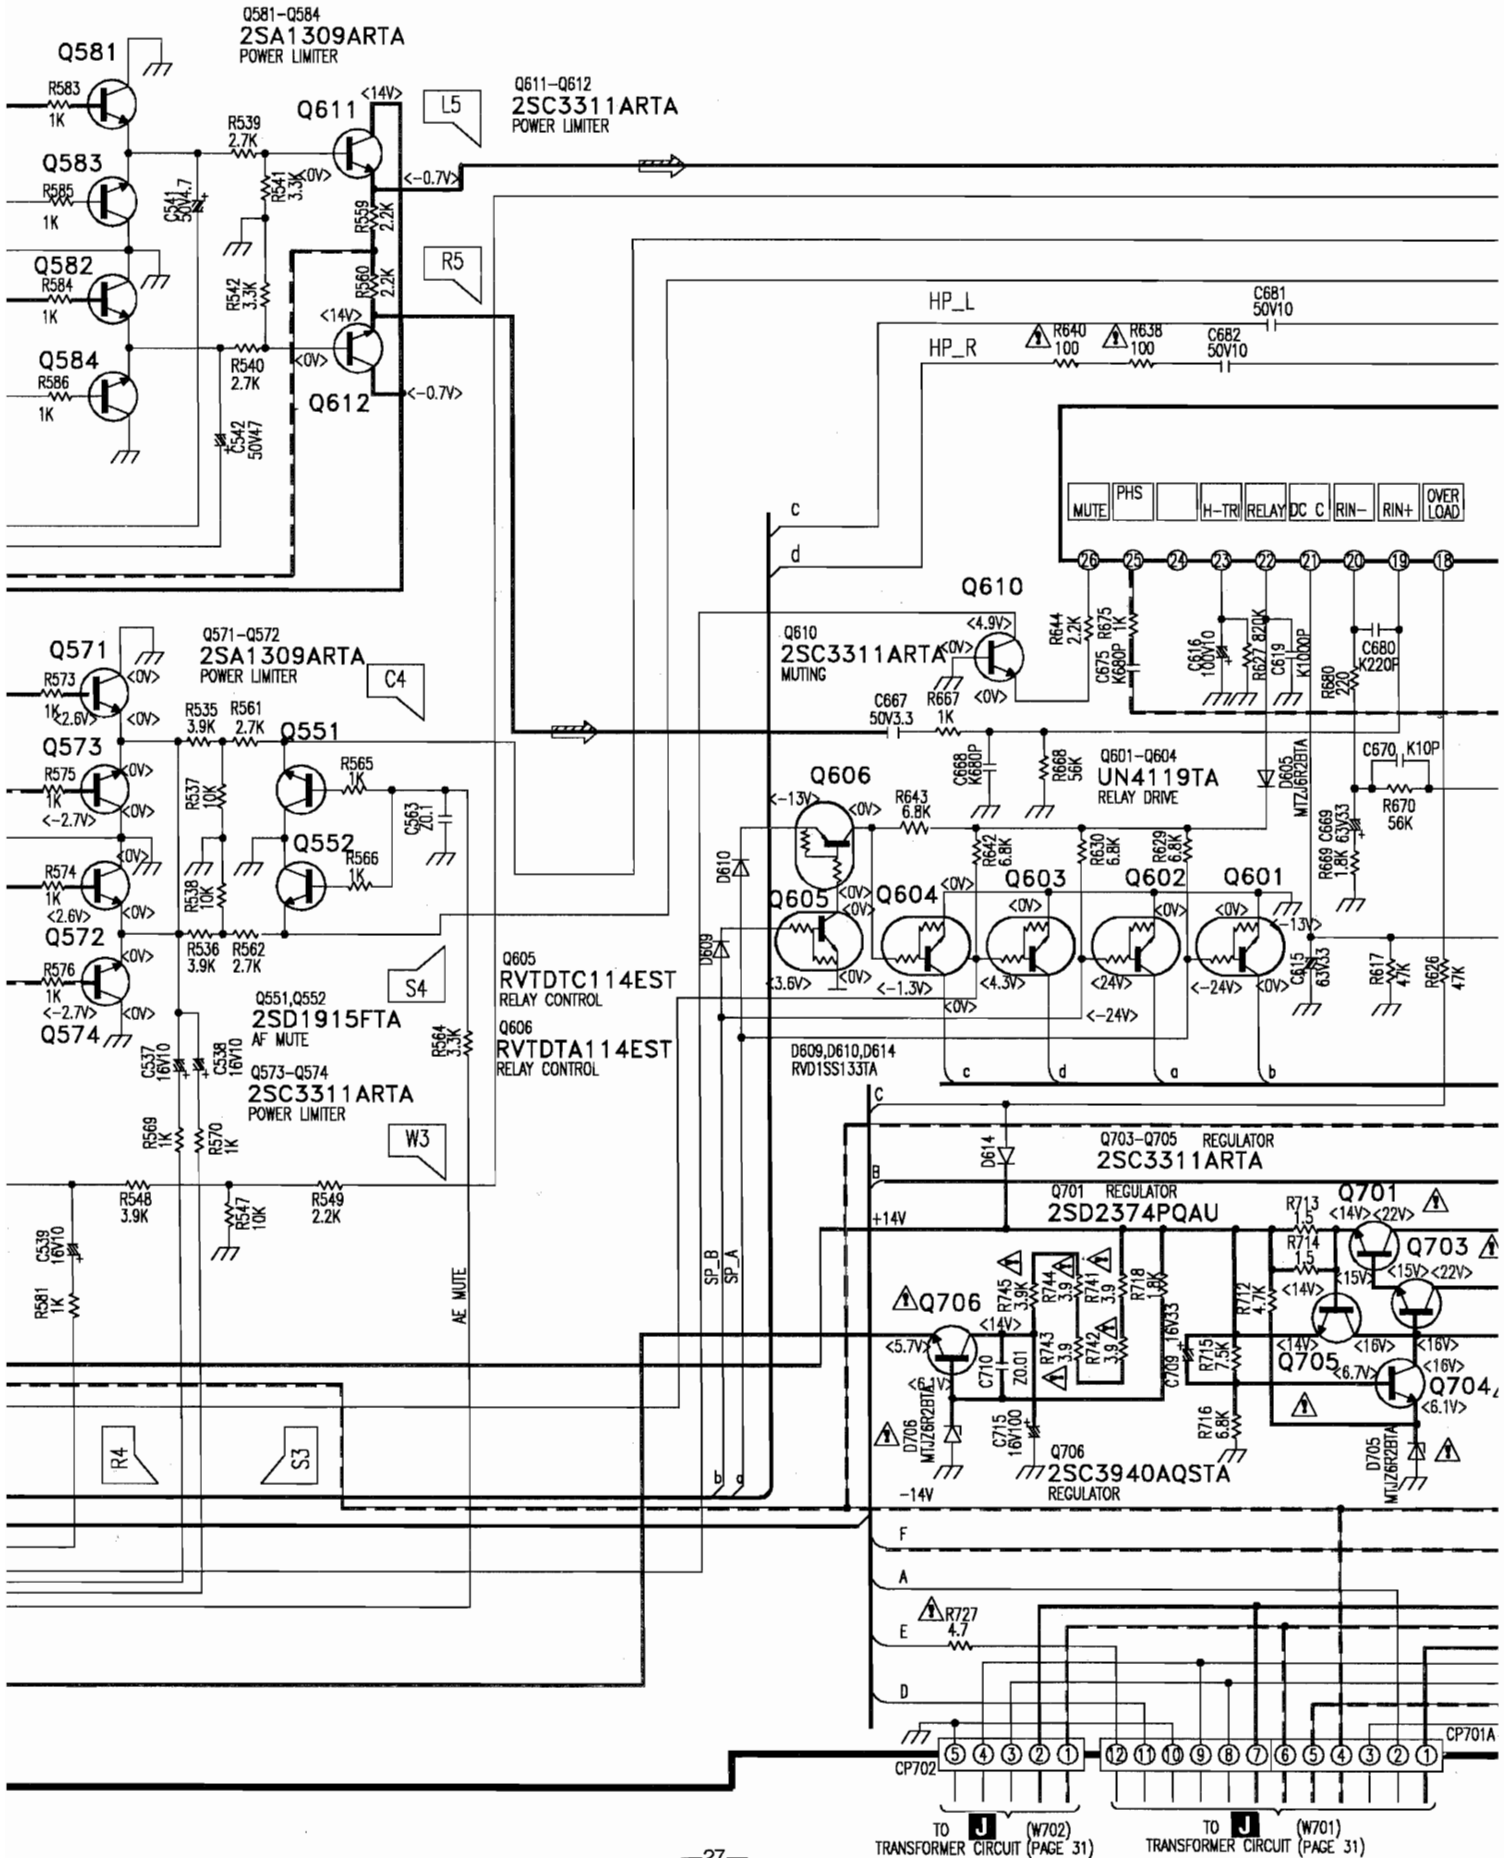 Q581-Q584
2SA1309ARTA
POWER LIMITER
Q581
R583
1K
Q611
<14V>
L5
Q611-Q612
2SC3311ARTA
POWER LIMITER
R539
2.7K
Q583
R585
1K
C541
50V4.7
R541
3.3K
<0V>
<-0.7V>
R559
2.2K
Q582
R584
1K
R542
3.3K
R560
2.2K
R5
<14V>
HP_L
C681
50V10
HP_R
R640
100
R638
100
C682
50V10
Q584
R586
1K
R540
2.7K
<0V>
Q612
<-0.7V>
C542
50V47
MUTE
PHS
H-TRI
RELAY
DC C
RIN-
RIN+
OVER
LOAD
26 25 24 23 22 21 20 19 18
c
d
Q610
<4.9V>
Q610
2SC3311ARTA
MUTING
<0V>
<0V>
R644
2.2K
R675
1K
C675
K680P
C616
100V10
R627 820K
C619
K1000P
R680
220
C680
K220P
Q571
Q571-Q572
2SA1309ARTA
POWER LIMITER
C4
<0V>
R573
1K
<2.6V>
<0V>
R535
3.9K
R561
2.7K
Q551
C667
50V3.3
R667
1K
C668
K680P
R668
56K
Q601-Q604
UN4119TA
RELAY DRIVE
D605
MTZJ6R2BTA
C670
K10P
R670
56K
Q573
R575
1K
<-2.7V>
<0V>
<0V>
R537
10K
R565
1K
C563
Z0.1
Q606
<-13V>
<0V>
R643
6.8K
R642
6.8K
R630
6.8K
R629
6.8K
C669
63V33
R669
1.8K
Q552
R566
1K
<0V>
R574
1K
<2.6V>
<0V>
R538
10K
D610
Q605
<0V>
<0V>
Q604
<0V>
Q603
<0V>
Q602
<0V>
Q601
<0V>
<-13V>
Q572
R576
1K
<-2.7V>
<0V>
R536
3.9K
R562
2.7K
S4
D609
<3.6V>
<0V>
<-1.3V>
<4.3V>
<24V>
<-24V>
<-24V>
<0V>
C615
63V33
R617
47K
R626
47K
Q574
<0V>
Q551,Q552
2SD1915FTA
AF MUTE
Q605
RVTDTC114EST
RELAY CONTROL
Q606
RVTDTA114EST
RELAY CONTROL
R564
3.3K
C537
16V10
C538
16V10
Q573-Q574
2SC3311ARTA
POWER LIMITER
D609,D610,D614
RVD1SS133TA
c
d
a
b
R569
1K
R570
1K
W3
C
D614
Q703-Q705 REGULATOR
2SC3311ARTA
B
R548
3.9K
R547
10K
R549
2.2K
Q701 REGULATOR
2SD2374PQAU
+14V
R713
1.5
R714
1.5
Q701
<14V>
<22V>
Q703
<15V>
<15V>
<22V>
C539
16V10
R581
1K
AE MUTE
SP_B
SP_A
Q706
<5.7V>
<14V>
<6.1V>
R745
3.9K
R744
3.9
R741
3.9
R718
1.8K
C710
Z0.01
R743
3.9
R742
3.9
C709
16V33
R712
4.7K
<14V>
<14V>
<16V>
<16V>
<16V>
Q705
R715
7.5K
<6.7V>
Q704
<6.1V>
R4
S3
D706
MTJZ6R2BTA
C715
16V100
R716
6.8K
D705
MTJZ6R2BTA
Q706
2SC3940AQSTA
REGULATOR
b
a
-14V
F
A
E
R727
4.7
D
CP702
5 4 3 2 1
12 11 10 9 8 7 6 5 4 3 2 1
CP701A
TO J (W702)
TRANSFORMER CIRCUIT (PAGE 31)
TO J (W701)
TRANSFORMER CIRCUIT (PAGE 31)
—27—